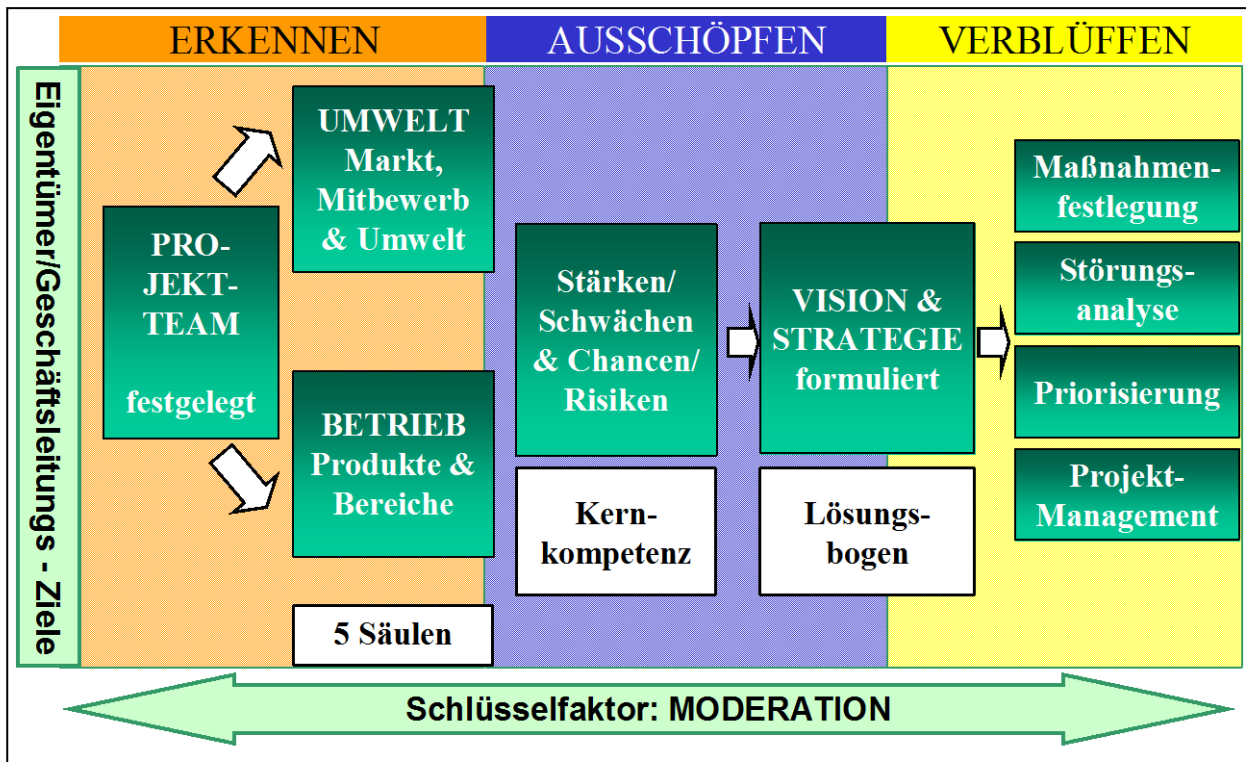 ERKENNEN
AUSSCHÖPFEN
VERBLÜFFEN
Eigentümer/Geschäftsleitungs - Ziele
PRO-
JEKT-
TEAM
festgelegt
UMWELT
Markt,
Mitbewerb
& Umwelt
BETRIEB
Produkte &
Bereiche
5 Säulen
Stärken/
Schwächen
& Chancen/
Risiken
Kern-
kompetenz
VISION &
STRATEGIE
formuliert
Lösungs-
bogen
Maßnahmen-
festlegung
Störungs-
analyse
Priorisierung
Projekt-
Management
Schlüsselfaktor: MODERATION